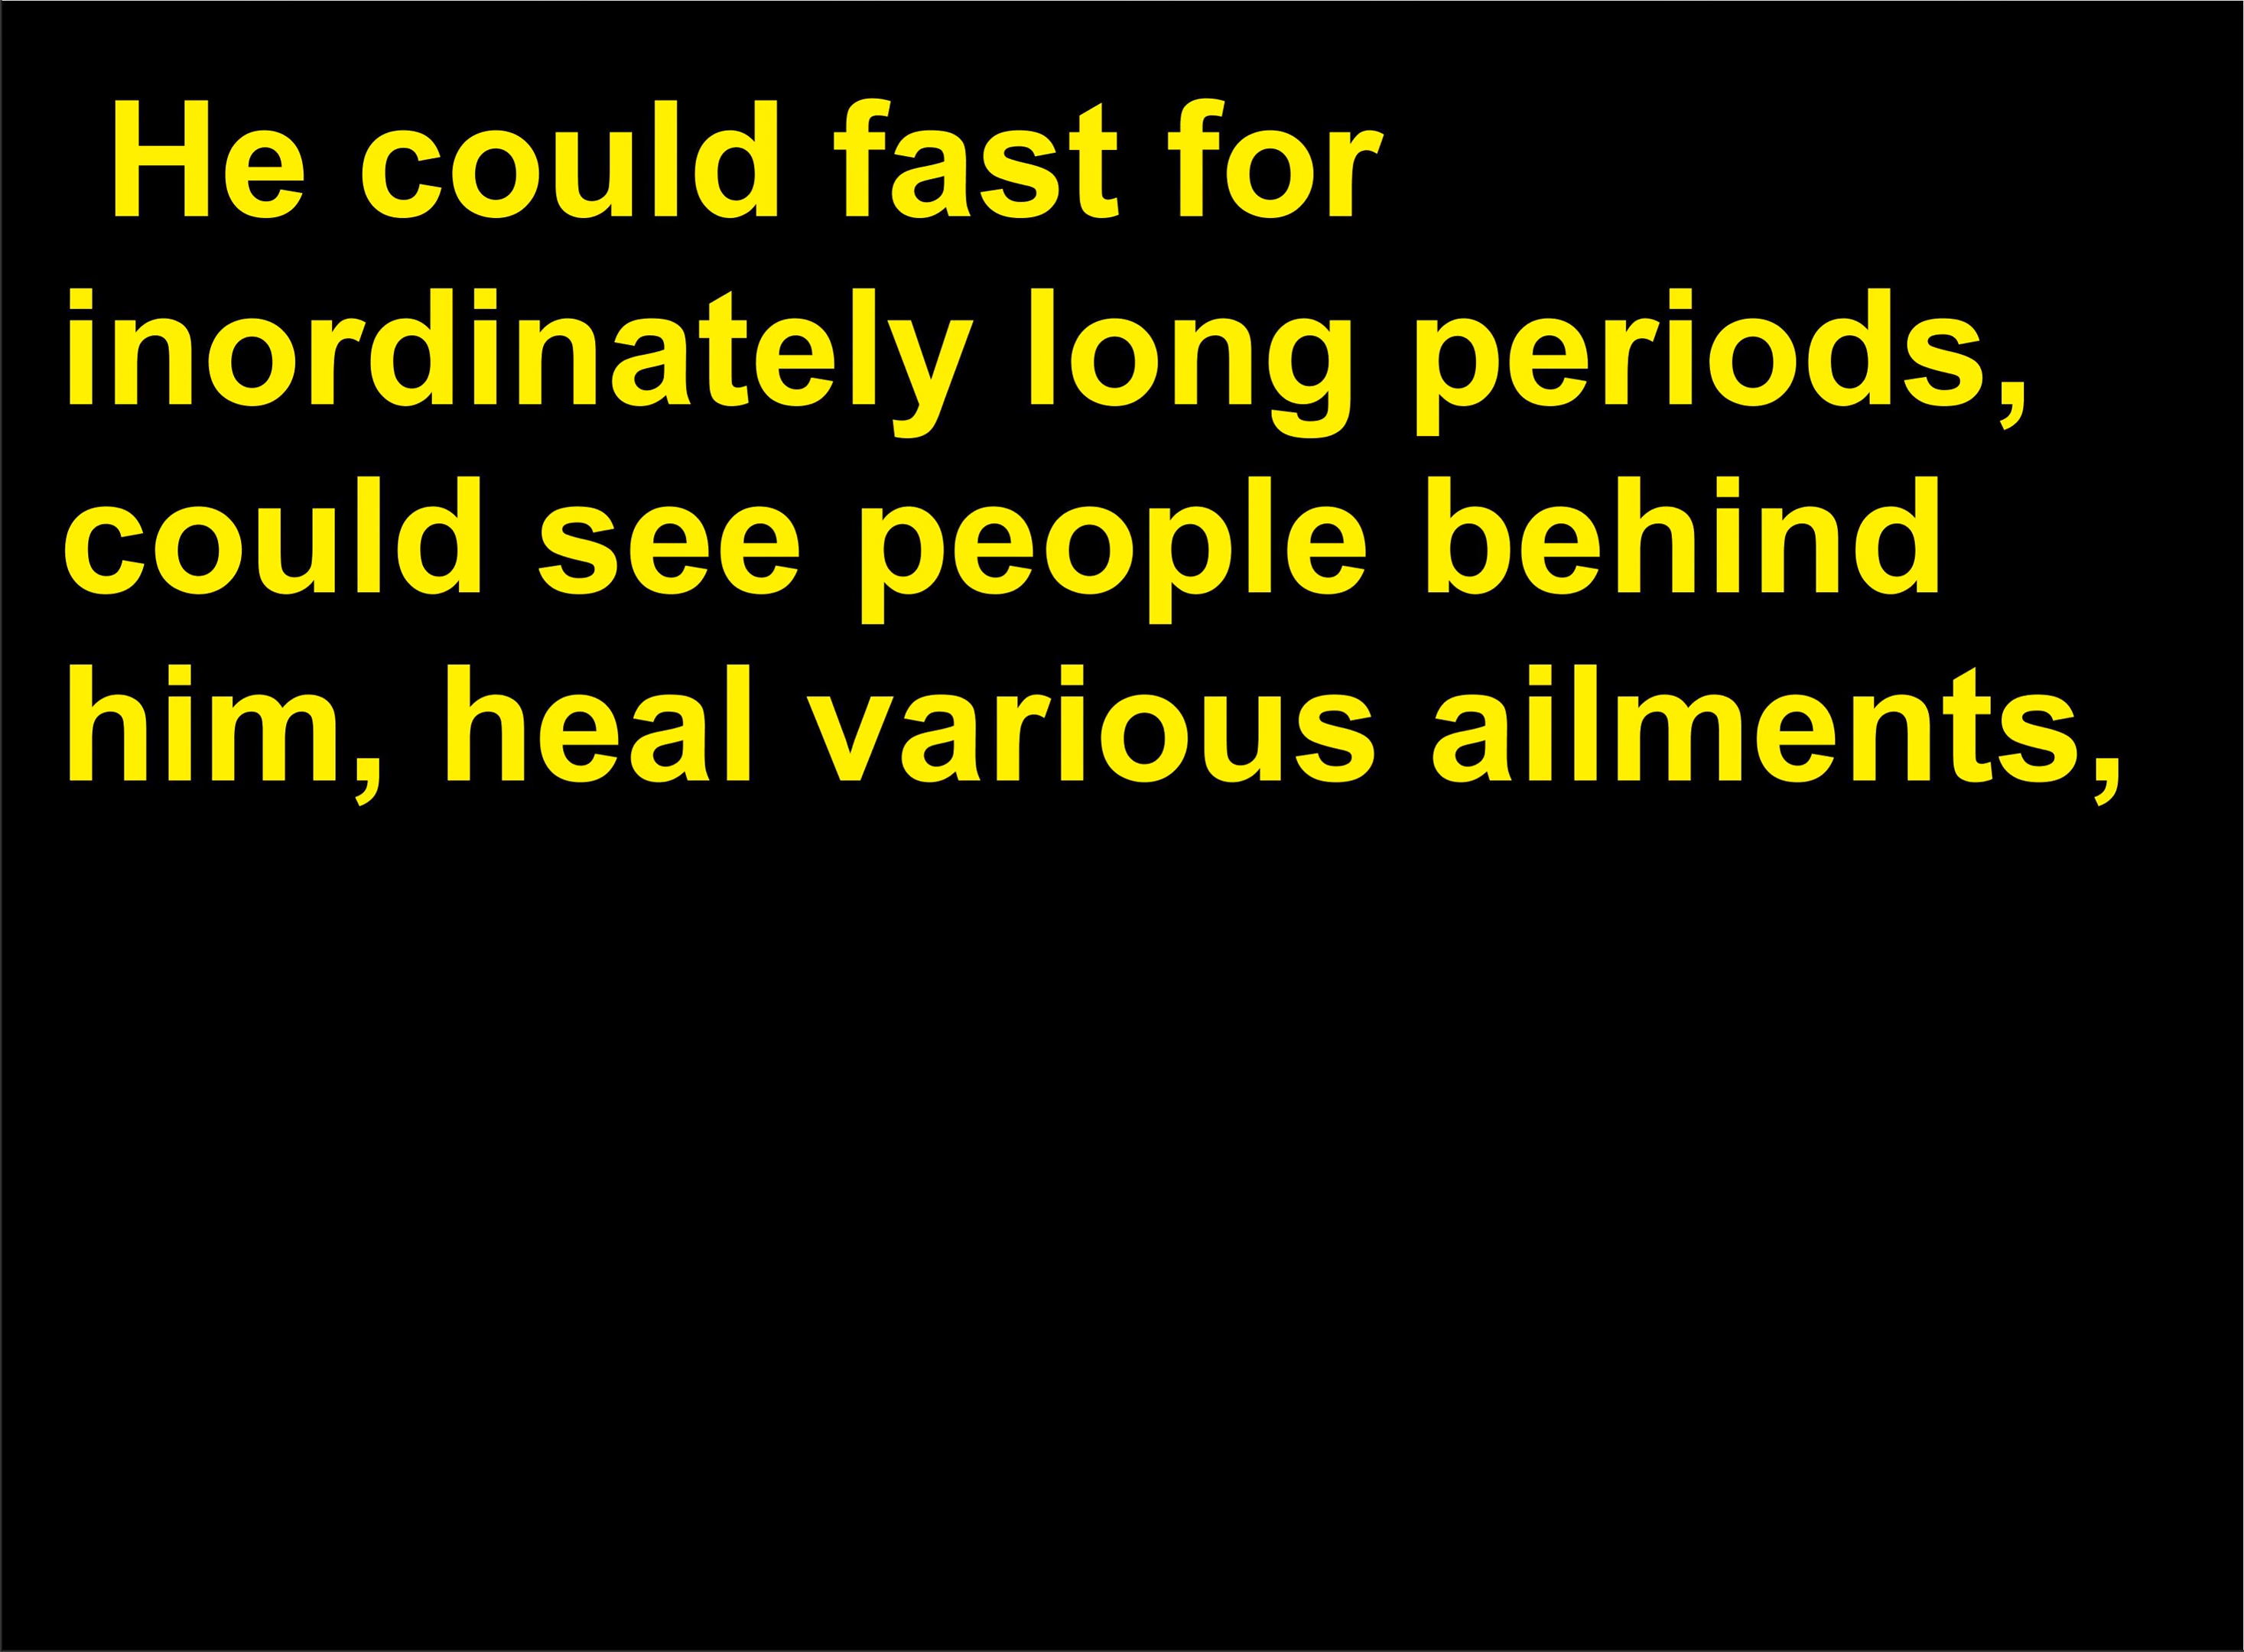 He could fast for
inordinately long periods,
could see people behind
him, heal various ailments,